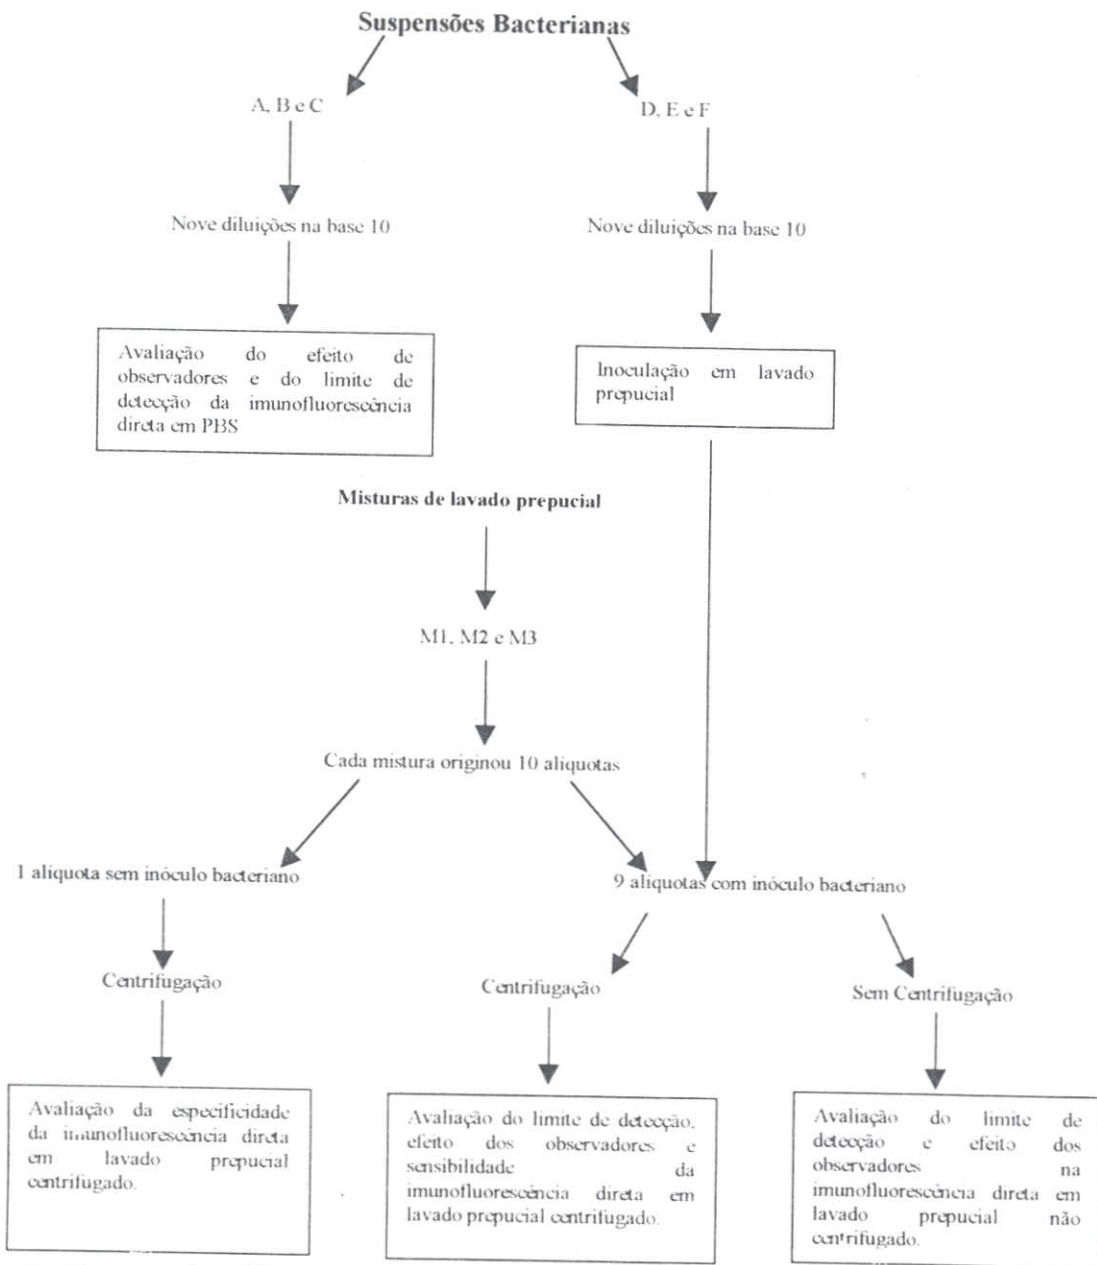 Suspensões Bacterianas
A, B e C
D, E e F
Nove diluições na base 10
Nove diluições na base 10
Avaliação do efeito de
observadores e do limite de
detecção da imunofluorescência
direta em PBS
Inoculação em lavado
prepucial
Misturas de lavado prepucial
M1, M2 e M3
Cada mistura originou 10 alíquotas
1 alíquota sem inóculo bacteriano
9 alíquotas com inóculo bacteriano
Centrifugação
Centrifugação
Sem Centrifugação
Avaliação da especificidade
da imunofluorescência direta
em lavado prepucial
centrifugado.
Avaliação do limite de detecção,
efeito dos observadores e
sensibilidade da
imunofluorescência direta em
lavado prepucial centrifugado.
Avaliação do limite de
detecção e efeito dos
observadores na
imunofluorescência direta em
lavado prepucial não
centrifugado.